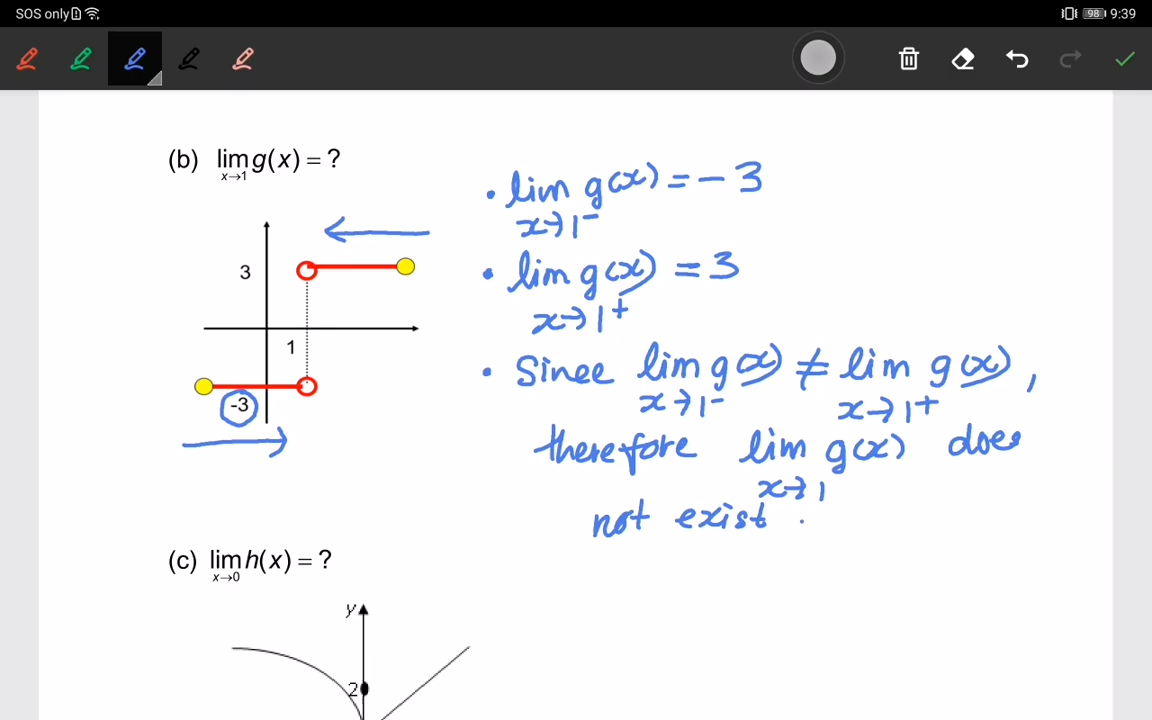 SOS only
98 9:39
(b) lim g(x) = ?
x→1
3
1
-3
• lim g(x) = -3
x→1⁻
• lim g(x) = 3
x→1⁺
• Since lim g(x) ≠ lim g(x),
x→1⁻ x→1⁺
therefore lim g(x) does
x→1
not exist.
(c) lim h(x) = ?
x→0
y
2